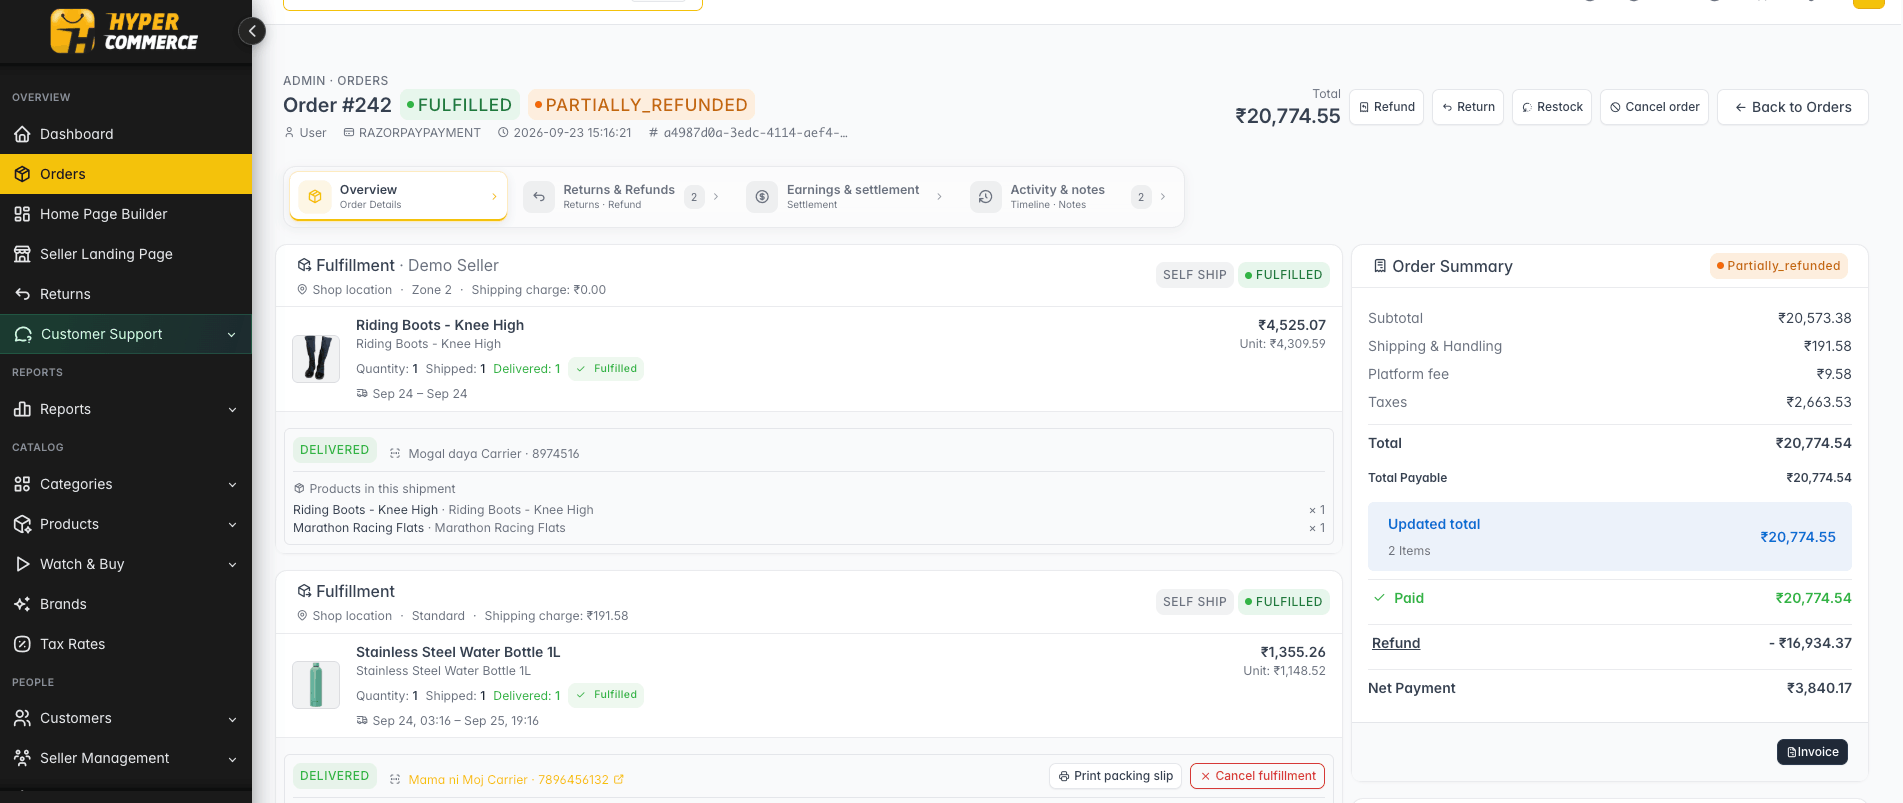 HYPER
COMMERCE
OVERVIEW
Dashboard
Orders
Home Page Builder
Seller Landing Page
Returns
Customer Support
REPORTS
Reports
CATALOG
Categories
Products
Watch & Buy
Brands
Tax Rates
PEOPLE
Customers
Seller Management
ADMIN · ORDERS
Order #242 FULFILLED PARTIALLY_REFUNDED
User RAZORPAYPAYMENT 2026-09-23 15:16:21 # a4987d0a-3edc-4114-aef4-…
Total
₹20,774.55
Refund Return Restock Cancel order ← Back to Orders
Overview
Order Details
Returns & Refunds 2
Returns · Refund
Earnings & settlement
Settlement
Activity & notes 2
Timeline · Notes
Fulfillment · Demo Seller
SELF SHIP FULFILLED
Shop location · Zone 2 · Shipping charge: ₹0.00
Riding Boots - Knee High ₹4,525.07
Riding Boots - Knee High Unit: ₹4,309.59
Quantity: 1 Shipped: 1 Delivered: 1 Fulfilled
Sep 24 – Sep 24
DELIVERED Mogal daya Carrier · 8974516
Products in this shipment
Riding Boots - Knee High · Riding Boots - Knee High × 1
Marathon Racing Flats · Marathon Racing Flats × 1
Fulfillment
SELF SHIP FULFILLED
Shop location · Standard · Shipping charge: ₹191.58
Stainless Steel Water Bottle 1L ₹1,355.26
Stainless Steel Water Bottle 1L Unit: ₹1,148.52
Quantity: 1 Shipped: 1 Delivered: 1 Fulfilled
Sep 24, 03:16 – Sep 25, 19:16
DELIVERED Mama ni Moj Carrier · 7896456132 Print packing slip Cancel fulfillment
Order Summary Partially_refunded
Subtotal ₹20,573.38
Shipping & Handling ₹191.58
Platform fee ₹9.58
Taxes ₹2,663.53
Total ₹20,774.54
Total Payable ₹20,774.54
Updated total ₹20,774.55
2 Items
Paid ₹20,774.54
Refund - ₹16,934.37
Net Payment ₹3,840.17
Invoice